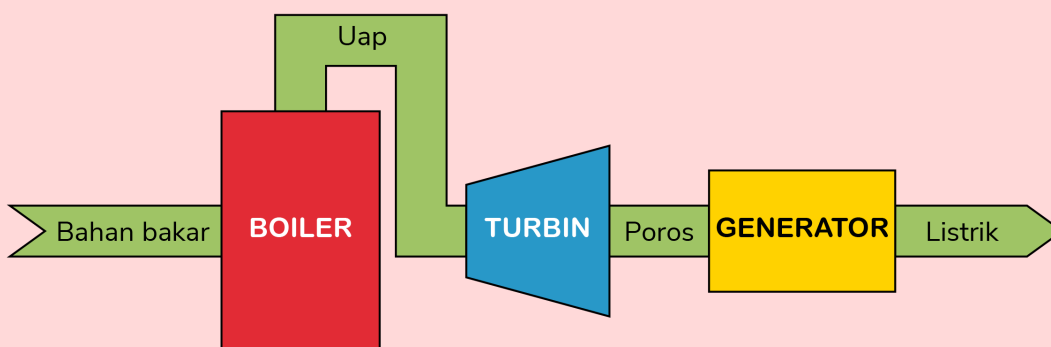 Uap
Bahan bakar
BOILER
TURBIN
Poros
GENERATOR
Listrik